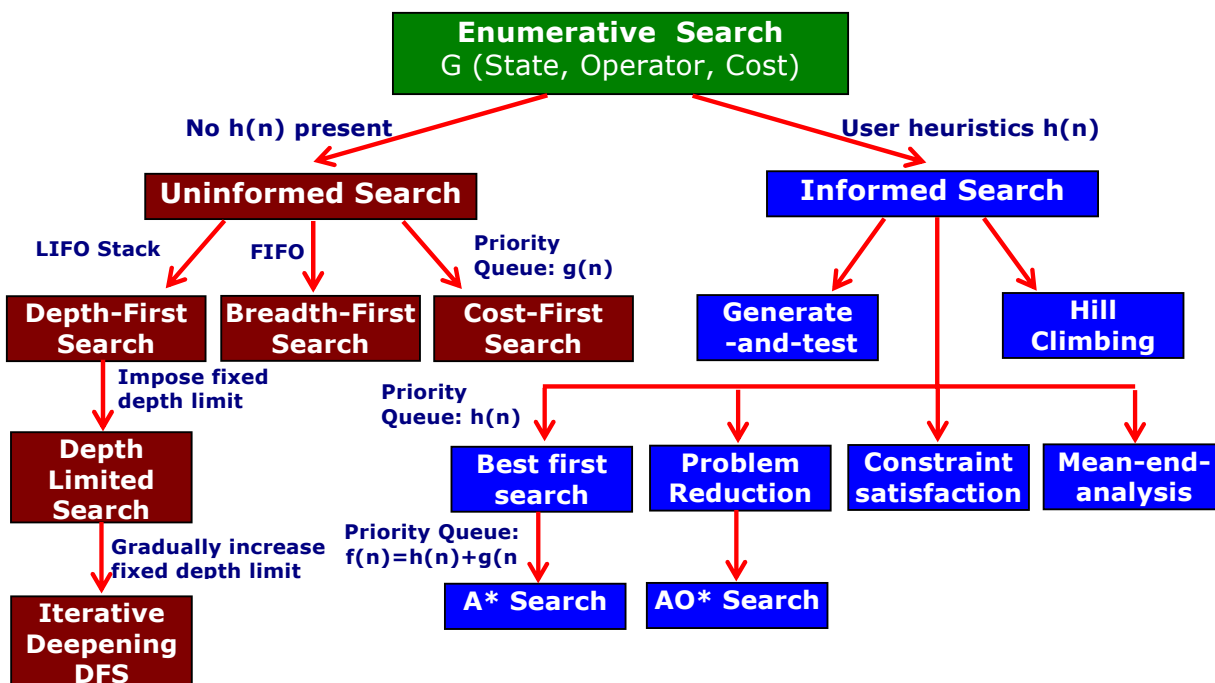 Enumerative Search
G (State, Operator, Cost)
No h(n) present
User heuristics h(n)
Uninformed Search
Informed Search
LIFO Stack
FIFO
Priority
Queue: g(n)
Depth-First
Search
Breadth-First
Search
Cost-First
Search
Generate
-and-test
Hill
Climbing
Impose fixed
depth limit
Priority
Queue: h(n)
Depth
Limited
Search
Best first
search
Problem
Reduction
Constraint
satisfaction
Mean-end-
analysis
Gradually increase
fixed depth limit
Priority Queue:
f(n)=h(n)+g(n
Iterative
Deepening
DFS
A* Search
AO* Search